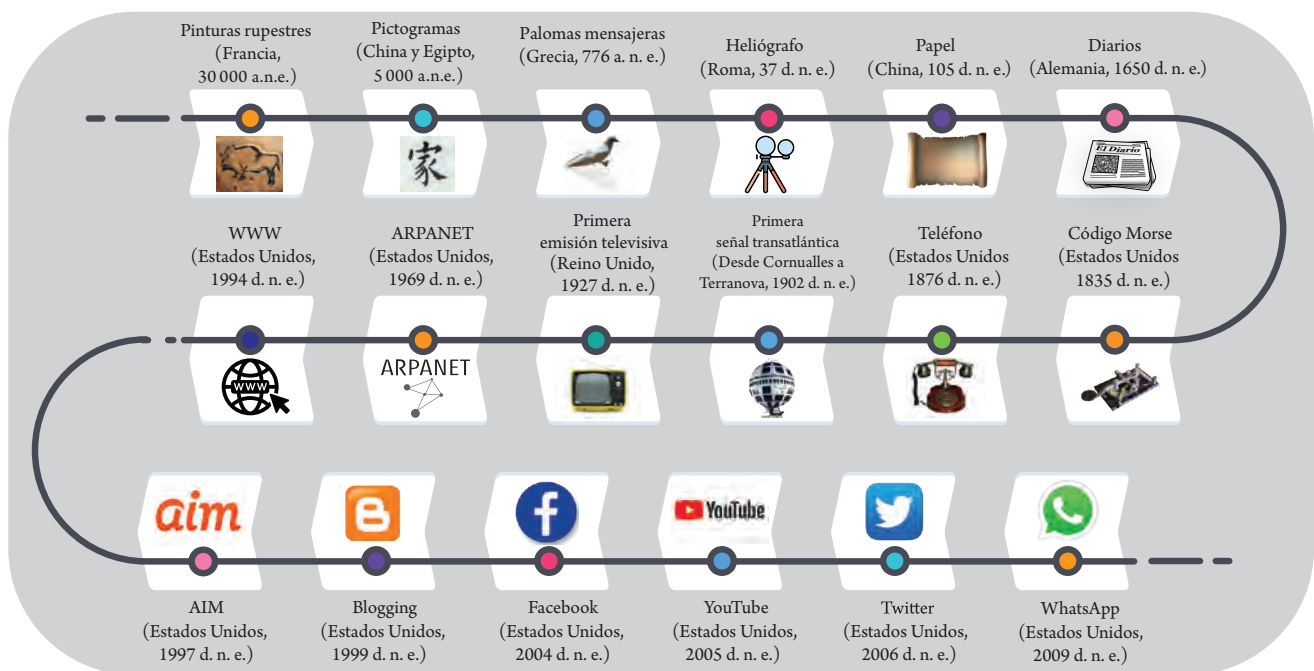 Pinturas rupestres
(Francia,
30 000 a.n.e.)
Pictogramas
(China y Egipto,
5 000 a.n.e.)
Palomas mensajeras
(Grecia, 776 a. n. e.)
Heliógrafo
(Roma, 37 d. n. e.)
Papel
(China, 105 d. n. e.)
Diarios
(Alemania, 1650 d. n. e.)
家
El Diario
Código Morse
(Estados Unidos
1835 d. n. e.)
Teléfono
(Estados Unidos
1876 d. n. e.)
Primera
señal transatlántica
(Desde Cornualles a
Terranova, 1902 d. n. e.)
Primera
emisión televisiva
(Reino Unido,
1927 d. n. e.)
ARPANET
(Estados Unidos,
1969 d. n. e.)
ARPANET
WWW
(Estados Unidos,
1994 d. n. e.)
WWW
aim
AIM
(Estados Unidos,
1997 d. n. e.)
B
Blogging
(Estados Unidos,
1999 d. n. e.)
f
Facebook
(Estados Unidos,
2004 d. n. e.)
YouTube
YouTube
(Estados Unidos,
2005 d. n. e.)
Twitter
(Estados Unidos,
2006 d. n. e.)
WhatsApp
(Estados Unidos,
2009 d. n. e.)